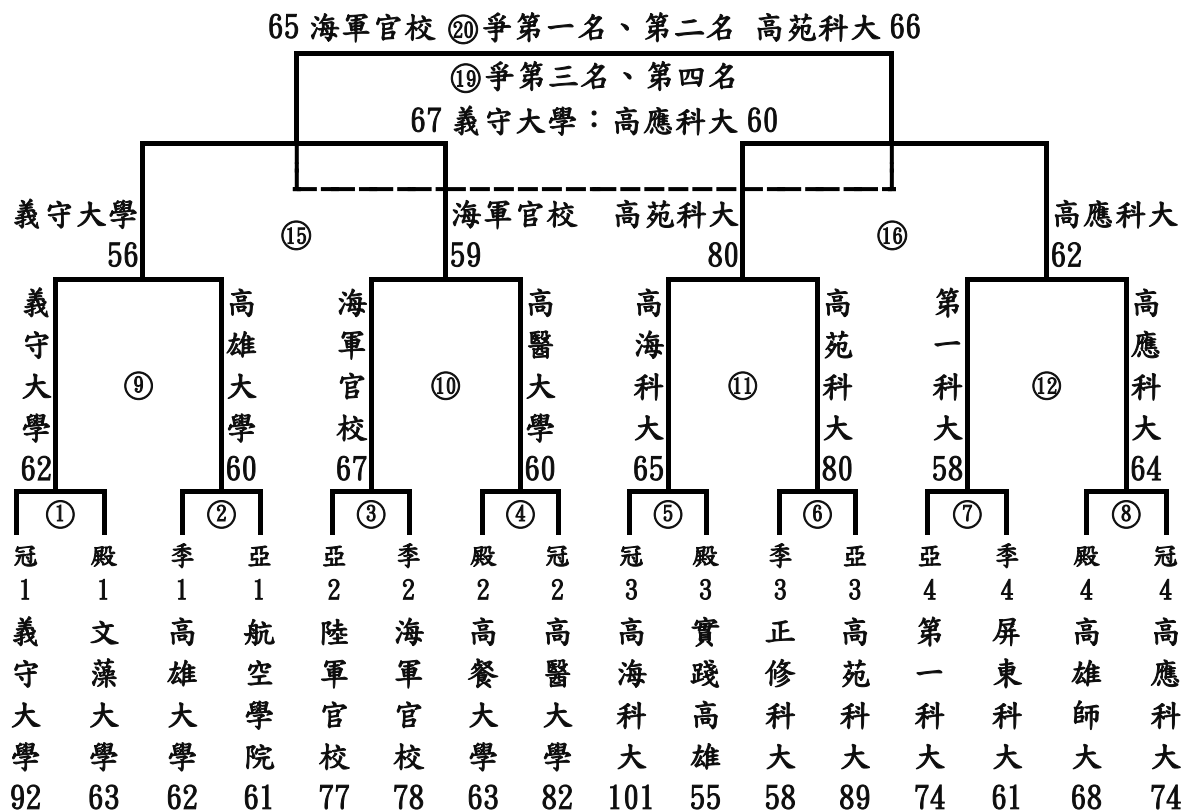 65 海軍官校 ⑳爭第一名、第二名 高苑科大 66
⑲爭第三名、第四名
67 義守大學：高應科大 60
義守大學
56
⑮
海軍官校
59
高苑科大
80
⑯
高應科大
62
義守大學
62
⑨
高雄大學
60
海軍官校
67
⑩
高醫大學
60
高海科大
65
⑪
高苑科大
80
第一科大
58
⑫
高應科大
64
①
②
③
④
⑤
⑥
⑦
⑧
冠1義守大學
92
殿1文藻大學
63
季1高雄大學
62
亞1航空學院
61
亞2陸軍官校
77
季2海軍官校
78
殿2高餐大學
63
冠2高醫大學
82
冠3高海科大
101
殿3實踐高雄
55
季3正修科大
58
亞3高苑科大
89
亞4第一科大
74
季4屏東科大
61
殿4高雄師大
68
冠4高應科大
74